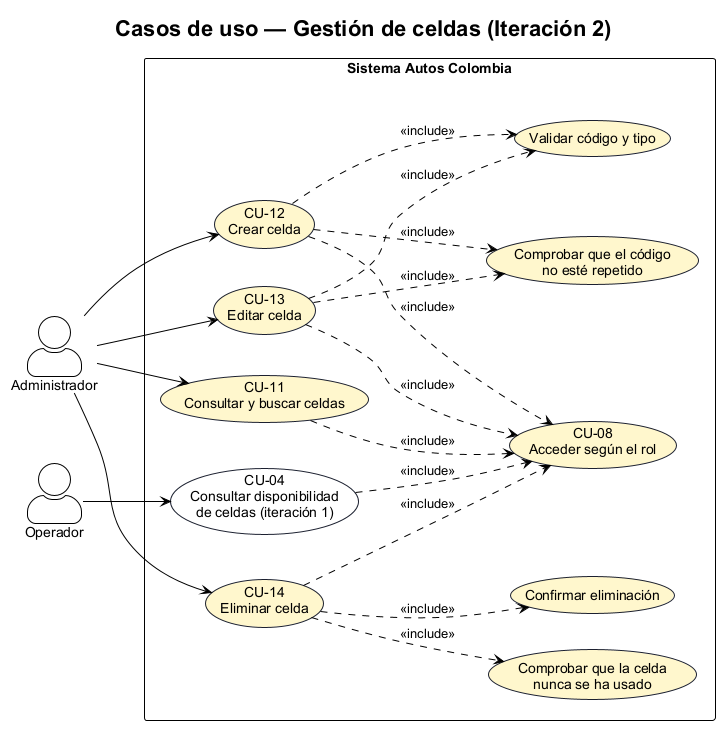 Casos de uso — Gestión de celdas (Iteración 2)
Sistema Autos Colombia
«include»
Validar código y tipo
«include»
CU-12
Crear celda
«include»
Comprobar que el código
no esté repetido
«include»
CU-13
Editar celda
«include»
Administrador
«include»
CU-11
Consultar y buscar celdas
CU-08
Acceder según el rol
«include»
«include»
CU-04
Consultar disponibilidad
de celdas (iteración 1)
Operador
«include»
CU-14
Eliminar celda
Confirmar eliminación
«include»
«include»
Comprobar que la celda
nunca se ha usado